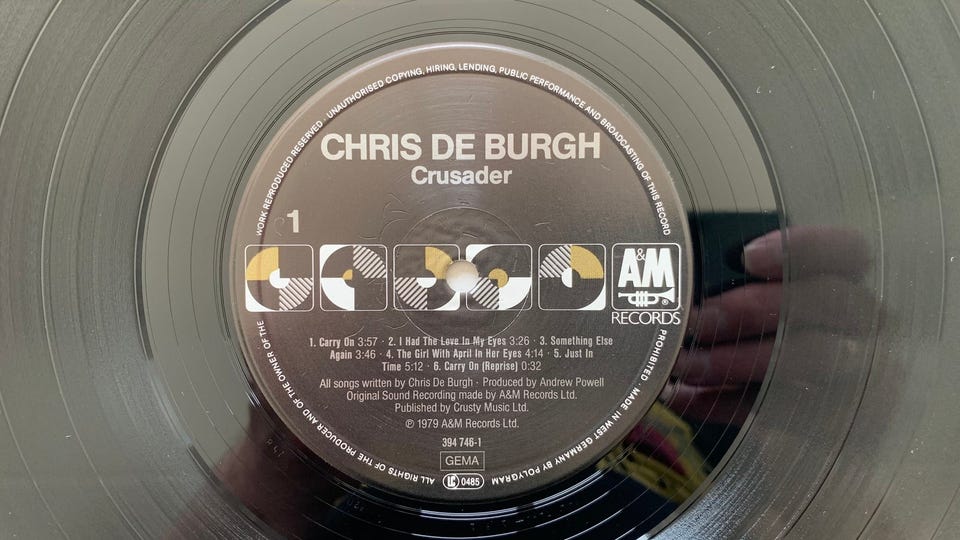 ALL RIGHTS OF THE PRODUCER AND OF THE OWNER OF THE WORK REPRODUCED RESERVED · UNAUTHORISED COPYING, HIRING, LENDING, PUBLIC PERFORMANCE AND BROADCASTING OF THIS RECORD PROHIBITED · MADE IN WEST GERMANY BY POLYGRAM
CHRIS DE BURGH
Crusader
1
A&M
®
RECORDS
1. Carry On 3:57 · 2. I Had The Love In My Eyes 3:26 · 3. Something Else
Again 3:46 · 4. The Girl With April In Her Eyes 4:14 · 5. Just In
Time 5:12 · 6. Carry On (Reprise) 0:32
All songs written by Chris De Burgh · Produced by Andrew Powell
Original Sound Recording made by A&M Records Ltd.
Published by Crusty Music Ltd.
℗ 1979 A&M Records Ltd.
394 746-1
GEMA
LC 0485